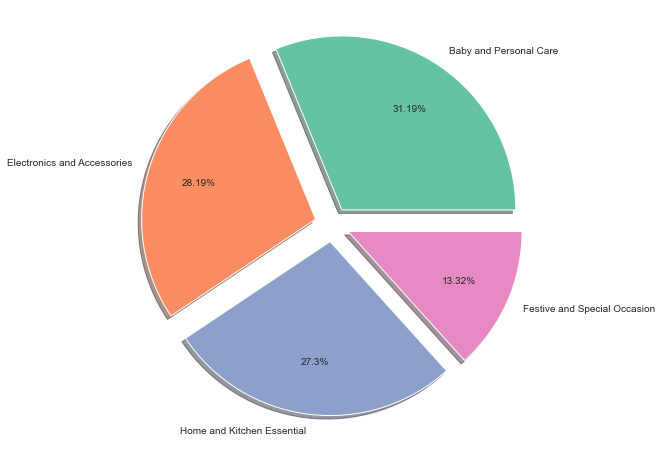 Baby and Personal Care
31.19%
Electronics and Accessories
28.19%
13.32%
Festive and Special Occasion
27.3%
Home and Kitchen Essential